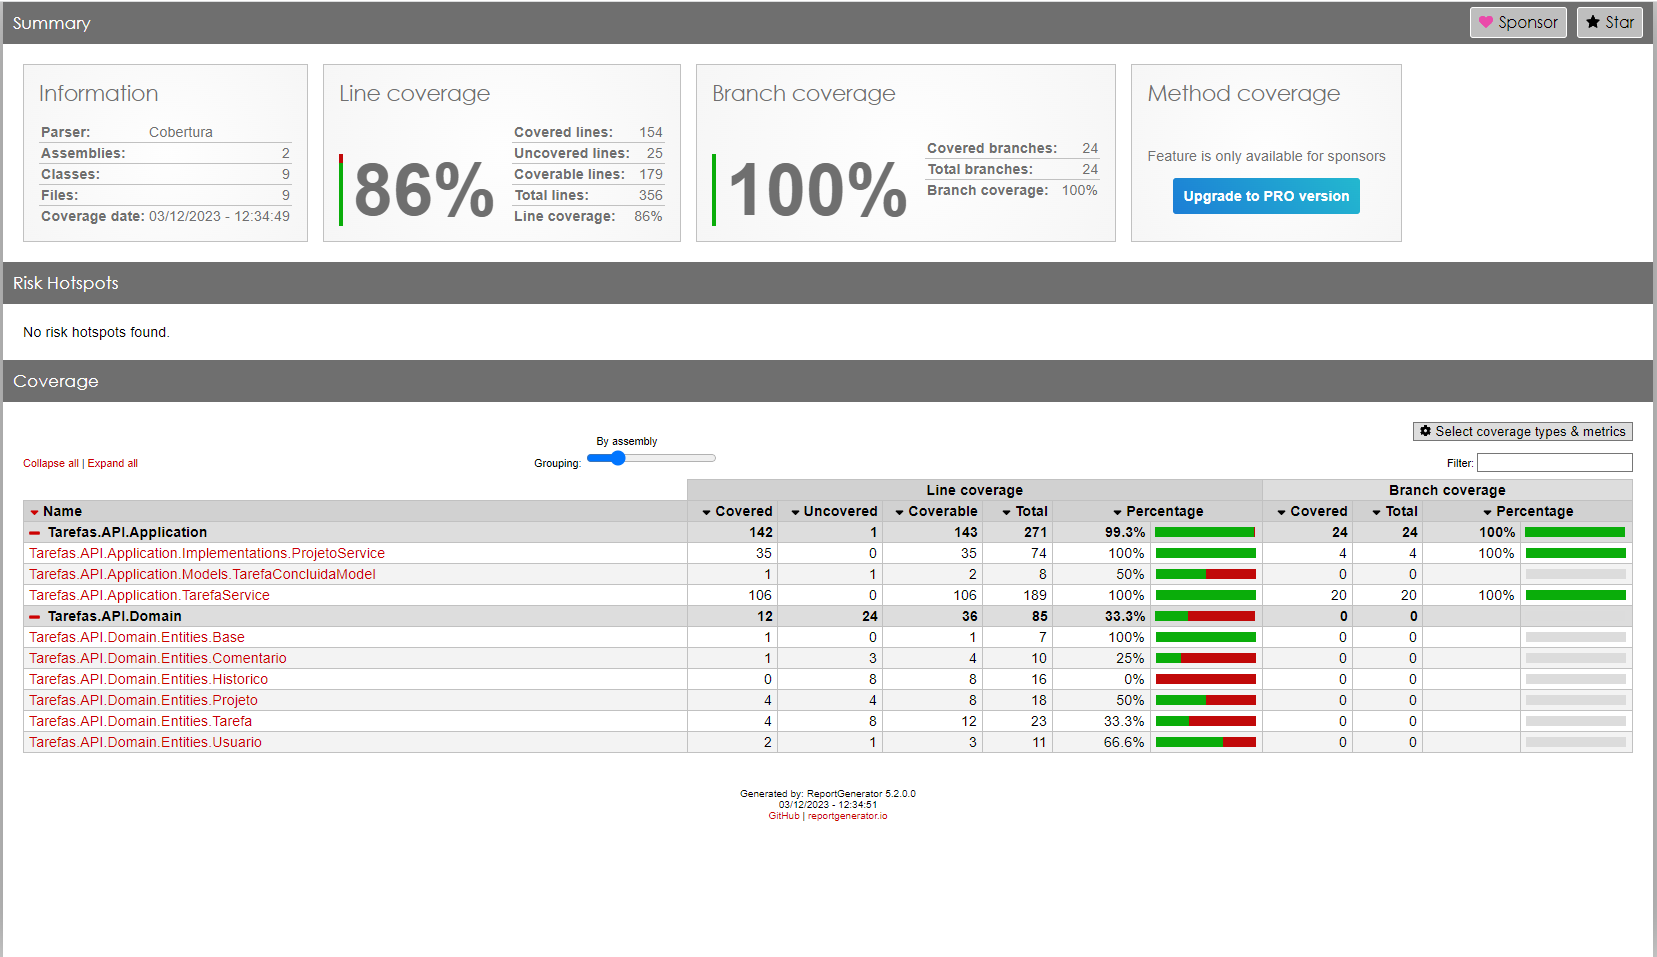 Summary
Sponsor
Star
Information
Parser: Cobertura
Assemblies: 2
Classes: 9
Files: 9
Coverage date: 03/12/2023 - 12:34:49
Line coverage
86%
Covered lines: 154
Uncovered lines: 25
Coverable lines: 179
Total lines: 356
Line coverage: 86%
Branch coverage
100%
Covered branches: 24
Total branches: 24
Branch coverage: 100%
Method coverage
Feature is only available for sponsors
Upgrade to PRO version
Risk Hotspots
No risk hotspots found.
Coverage
Select coverage types & metrics
Collapse all | Expand all
By assembly
Grouping:
Filter:
Line coverage Branch coverage
Name Covered Uncovered Coverable Total Percentage Covered Total Percentage
Tarefas.API.Application 142 1 143 271 99.3% 24 24 100%
Tarefas.API.Application.Implementations.ProjetoService 35 0 35 74 100% 4 4 100%
Tarefas.API.Application.Models.TarefaConcluidaModel 1 1 2 8 50% 0 0
Tarefas.API.Application.TarefaService 106 0 106 189 100% 20 20 100%
Tarefas.API.Domain 12 24 36 85 33.3% 0 0
Tarefas.API.Domain.Entities.Base 1 0 1 7 100% 0 0
Tarefas.API.Domain.Entities.Comentario 1 3 4 10 25% 0 0
Tarefas.API.Domain.Entities.Historico 0 8 8 16 0% 0 0
Tarefas.API.Domain.Entities.Projeto 4 4 8 18 50% 0 0
Tarefas.API.Domain.Entities.Tarefa 4 8 12 23 33.3% 0 0
Tarefas.API.Domain.Entities.Usuario 2 1 3 11 66.6% 0 0
Generated by: ReportGenerator 5.2.0.0
03/12/2023 - 12:34:51
GitHub | reportgenerator.io